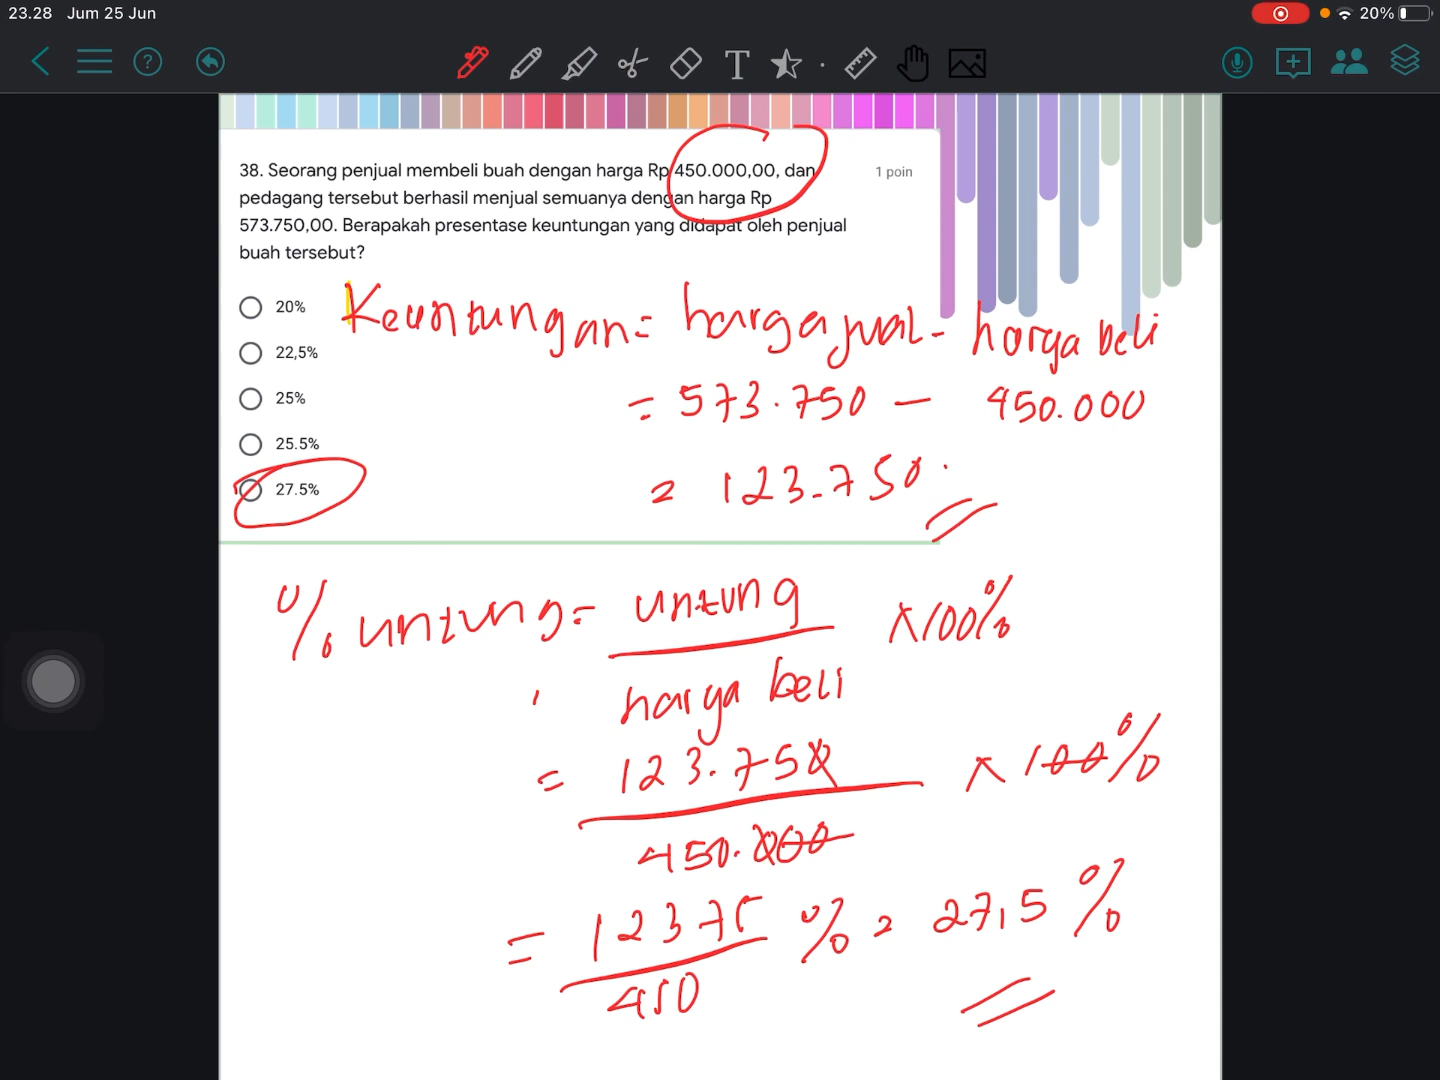 23.28 Jum 25 Jun
20%
38. Seorang penjual membeli buah dengan harga Rp 450.000,00, dan
1 poin
pedagang tersebut berhasil menjual semuanya dengan harga Rp
573.750,00. Berapakah presentase keuntungan yang didapat oleh penjual
buah tersebut?
20%
22,5%
25%
25.5%
27.5%
Keuntungan = harga jual - harga beli
= 573.750 - 450.000
= 123.750
% untung = untung / harga beli × 100%
= 123.750 / 450.000 × 100%
= 12375 / 450 % = 27,5 %